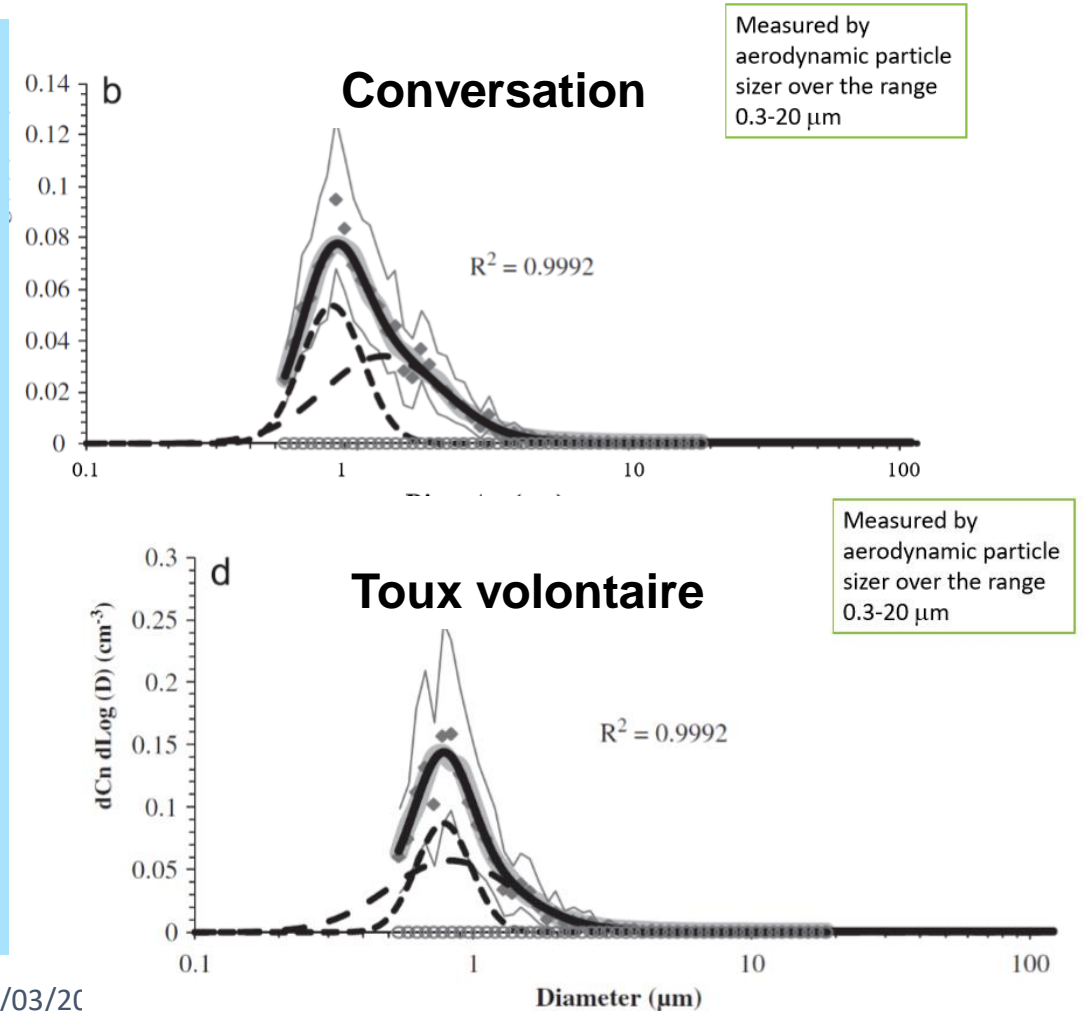 Measured by
aerodynamic particle
sizer over the range
0.3-20 μm
b
Conversation
0.14
0.12
0.1
0.08
0.06
0.04
0.02
0
R² = 0.9992
0.1 1 10 100
Measured by
aerodynamic particle
sizer over the range
0.3-20 μm
d
Toux volontaire
dCn dLog (D) (cm⁻³)
0.3
0.25
0.2
0.15
0.1
0.05
0
R² = 0.9992
0.1 1 10 100
Diameter (μm)
/03/20